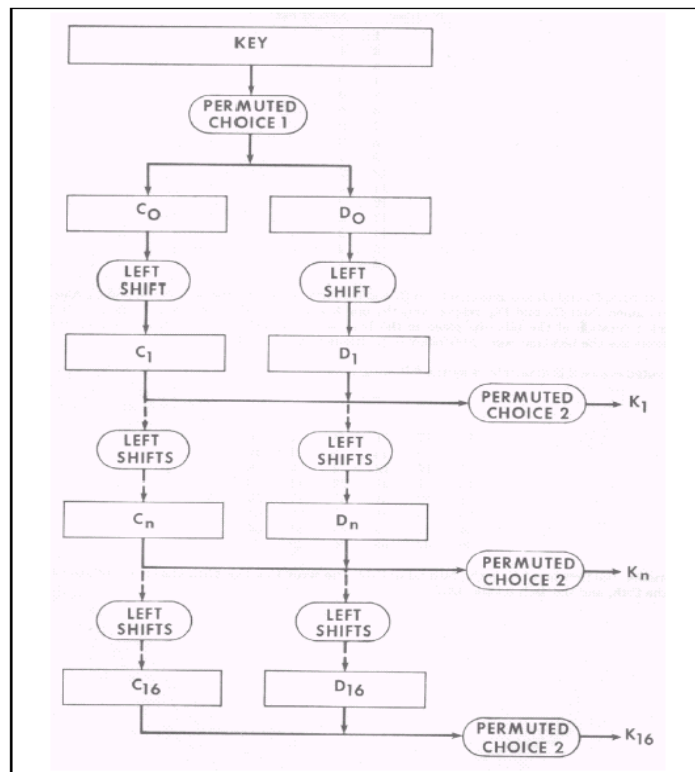 KEY
PERMUTED
CHOICE 1
C0 D0
LEFT
SHIFT
LEFT
SHIFT
C1 D1
PERMUTED
CHOICE 2
K1
LEFT
SHIFTS
LEFT
SHIFTS
Cn Dn
PERMUTED
CHOICE 2
Kn
LEFT
SHIFTS
LEFT
SHIFTS
C16 D16
PERMUTED
CHOICE 2
K16